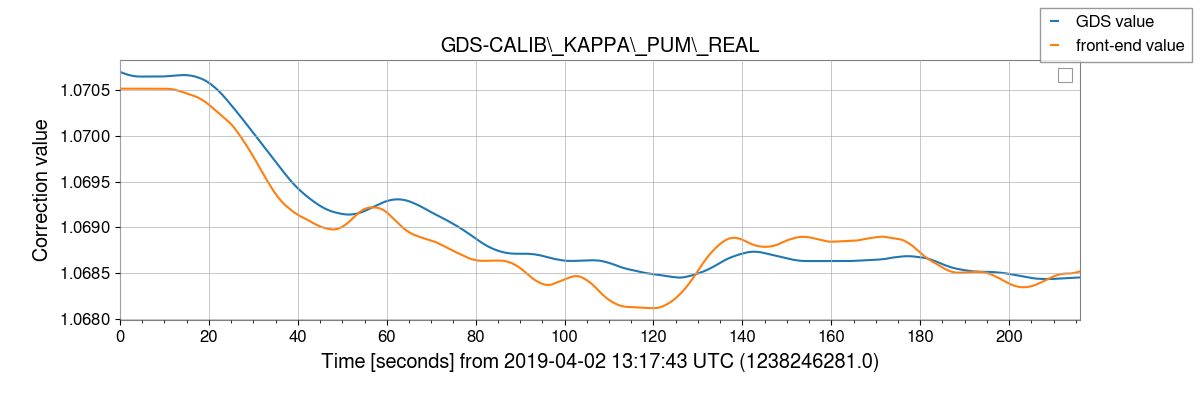 GDS value
front-end value
GDS-CALIB\_KAPPA\_PUM\_REAL
Correction value
1.0705
1.0700
1.0695
1.0690
1.0685
1.0680
0 20 40 60 80 100 120 140 160 180 200
Time [seconds] from 2019-04-02 13:17:43 UTC (1238246281.0)